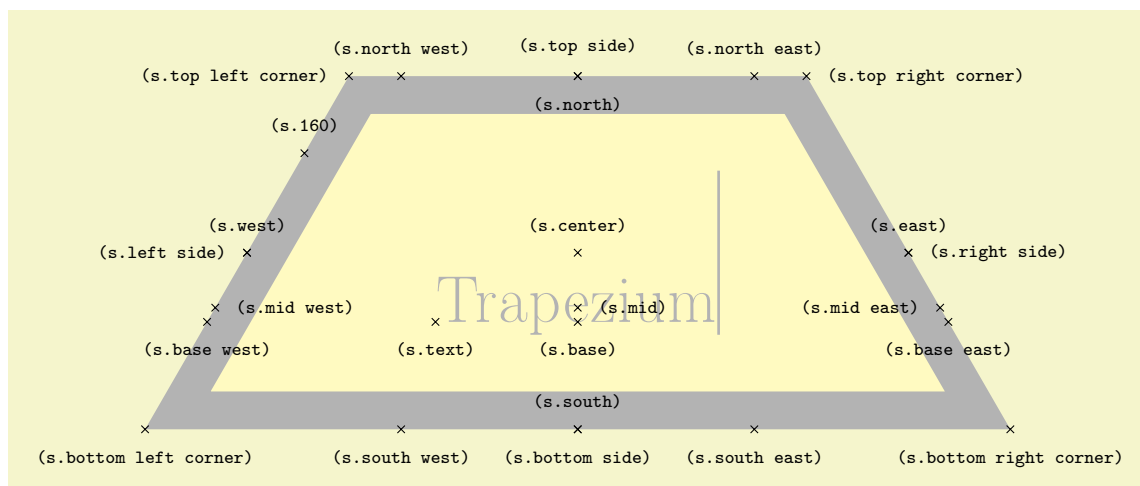 (s.north west) (s.top side) (s.north east)
(s.top left corner) (s.top right corner)
(s.north)
(s.160)
(s.west) (s.center) (s.east)
(s.left side) (s.right side)
Trapezium
(s.mid west) (s.mid) (s.mid east)
(s.base west) (s.text) (s.base) (s.base east)
(s.south)
(s.bottom left corner) (s.south west) (s.bottom side) (s.south east) (s.bottom right corner)